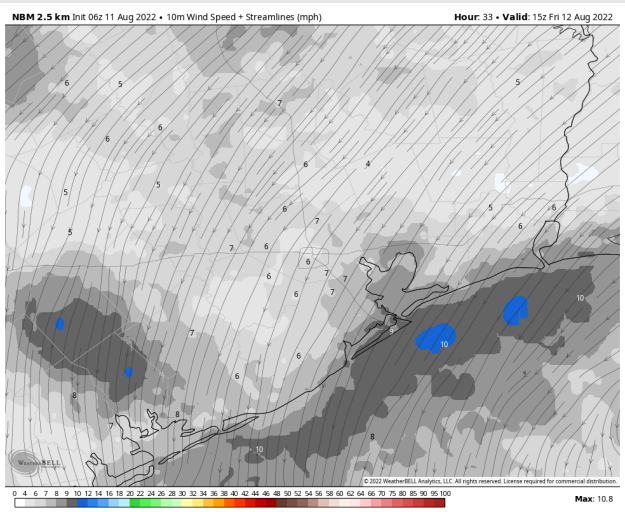 NBM 2.5 km Init 06z 11 Aug 2022 • 10m Wind Speed + Streamlines (mph)
Hour: 33 • Valid: 15z Fri 12 Aug 2022
6 5 5
7
6
6
6 4
5 5
6 5 6
7 6
5 7 6
6
6 7 7
6 7 10
7 9
10
6
6
8
8
7 8
10
WEATHERBELL
© 2022 WeatherBELL Analytics, LLC. All rights reserved. License required for commercial distribution.
0 4 5 6 7 8 9 10 12 14 16 18 20 22 24 26 28 30 32 34 36 38 40 42 44 46 48 50 52 54 56 58 60 62 64 66 70 75 80 85 90 95 100
Max: 10.8